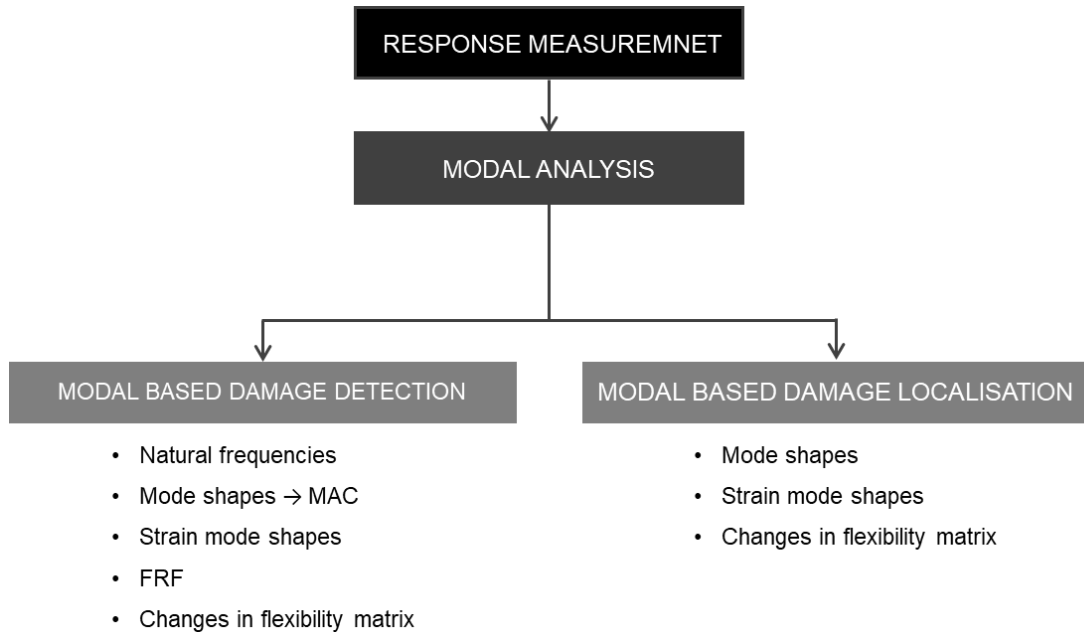 RESPONSE MEASUREMNET
MODAL ANALYSIS
MODAL BASED DAMAGE DETECTION
• Natural frequencies
• Mode shapes → MAC
• Strain mode shapes
• FRF
• Changes in flexibility matrix
MODAL BASED DAMAGE LOCALISATION
• Mode shapes
• Strain mode shapes
• Changes in flexibility matrix